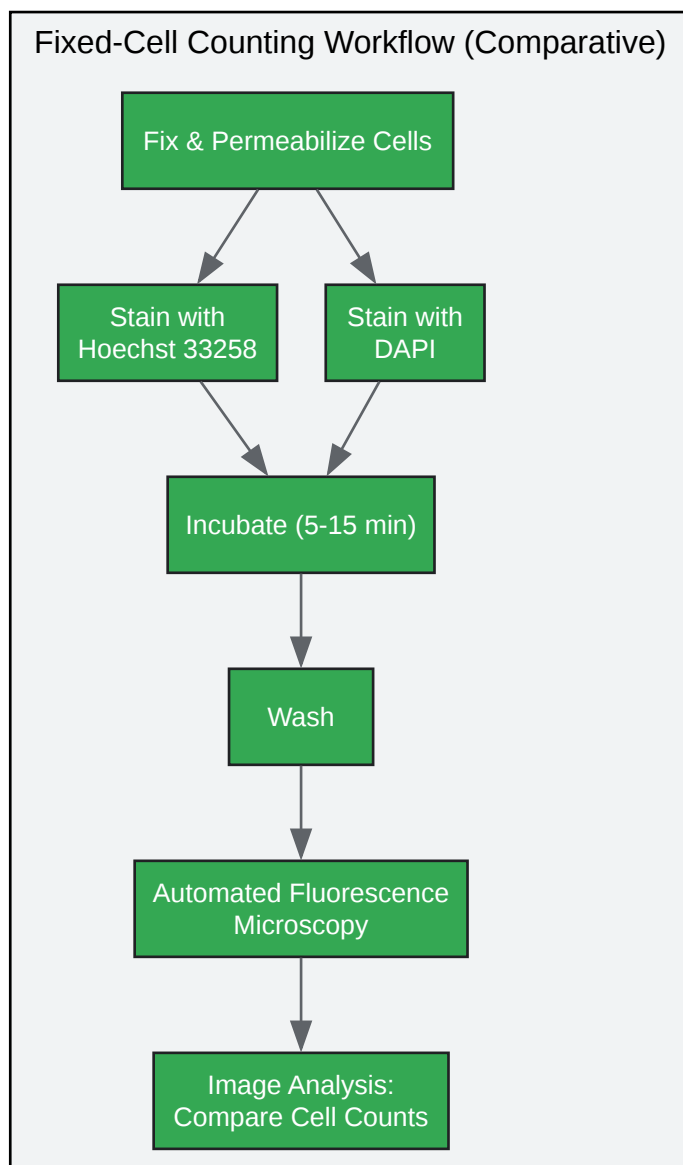 Fixed-Cell Counting Workflow (Comparative)
Fix & Permeabilize Cells
Stain with
Hoechst 33258
Stain with
DAPI
Incubate (5-15 min)
Wash
Automated Fluorescence
Microscopy
Image Analysis:
Compare Cell Counts